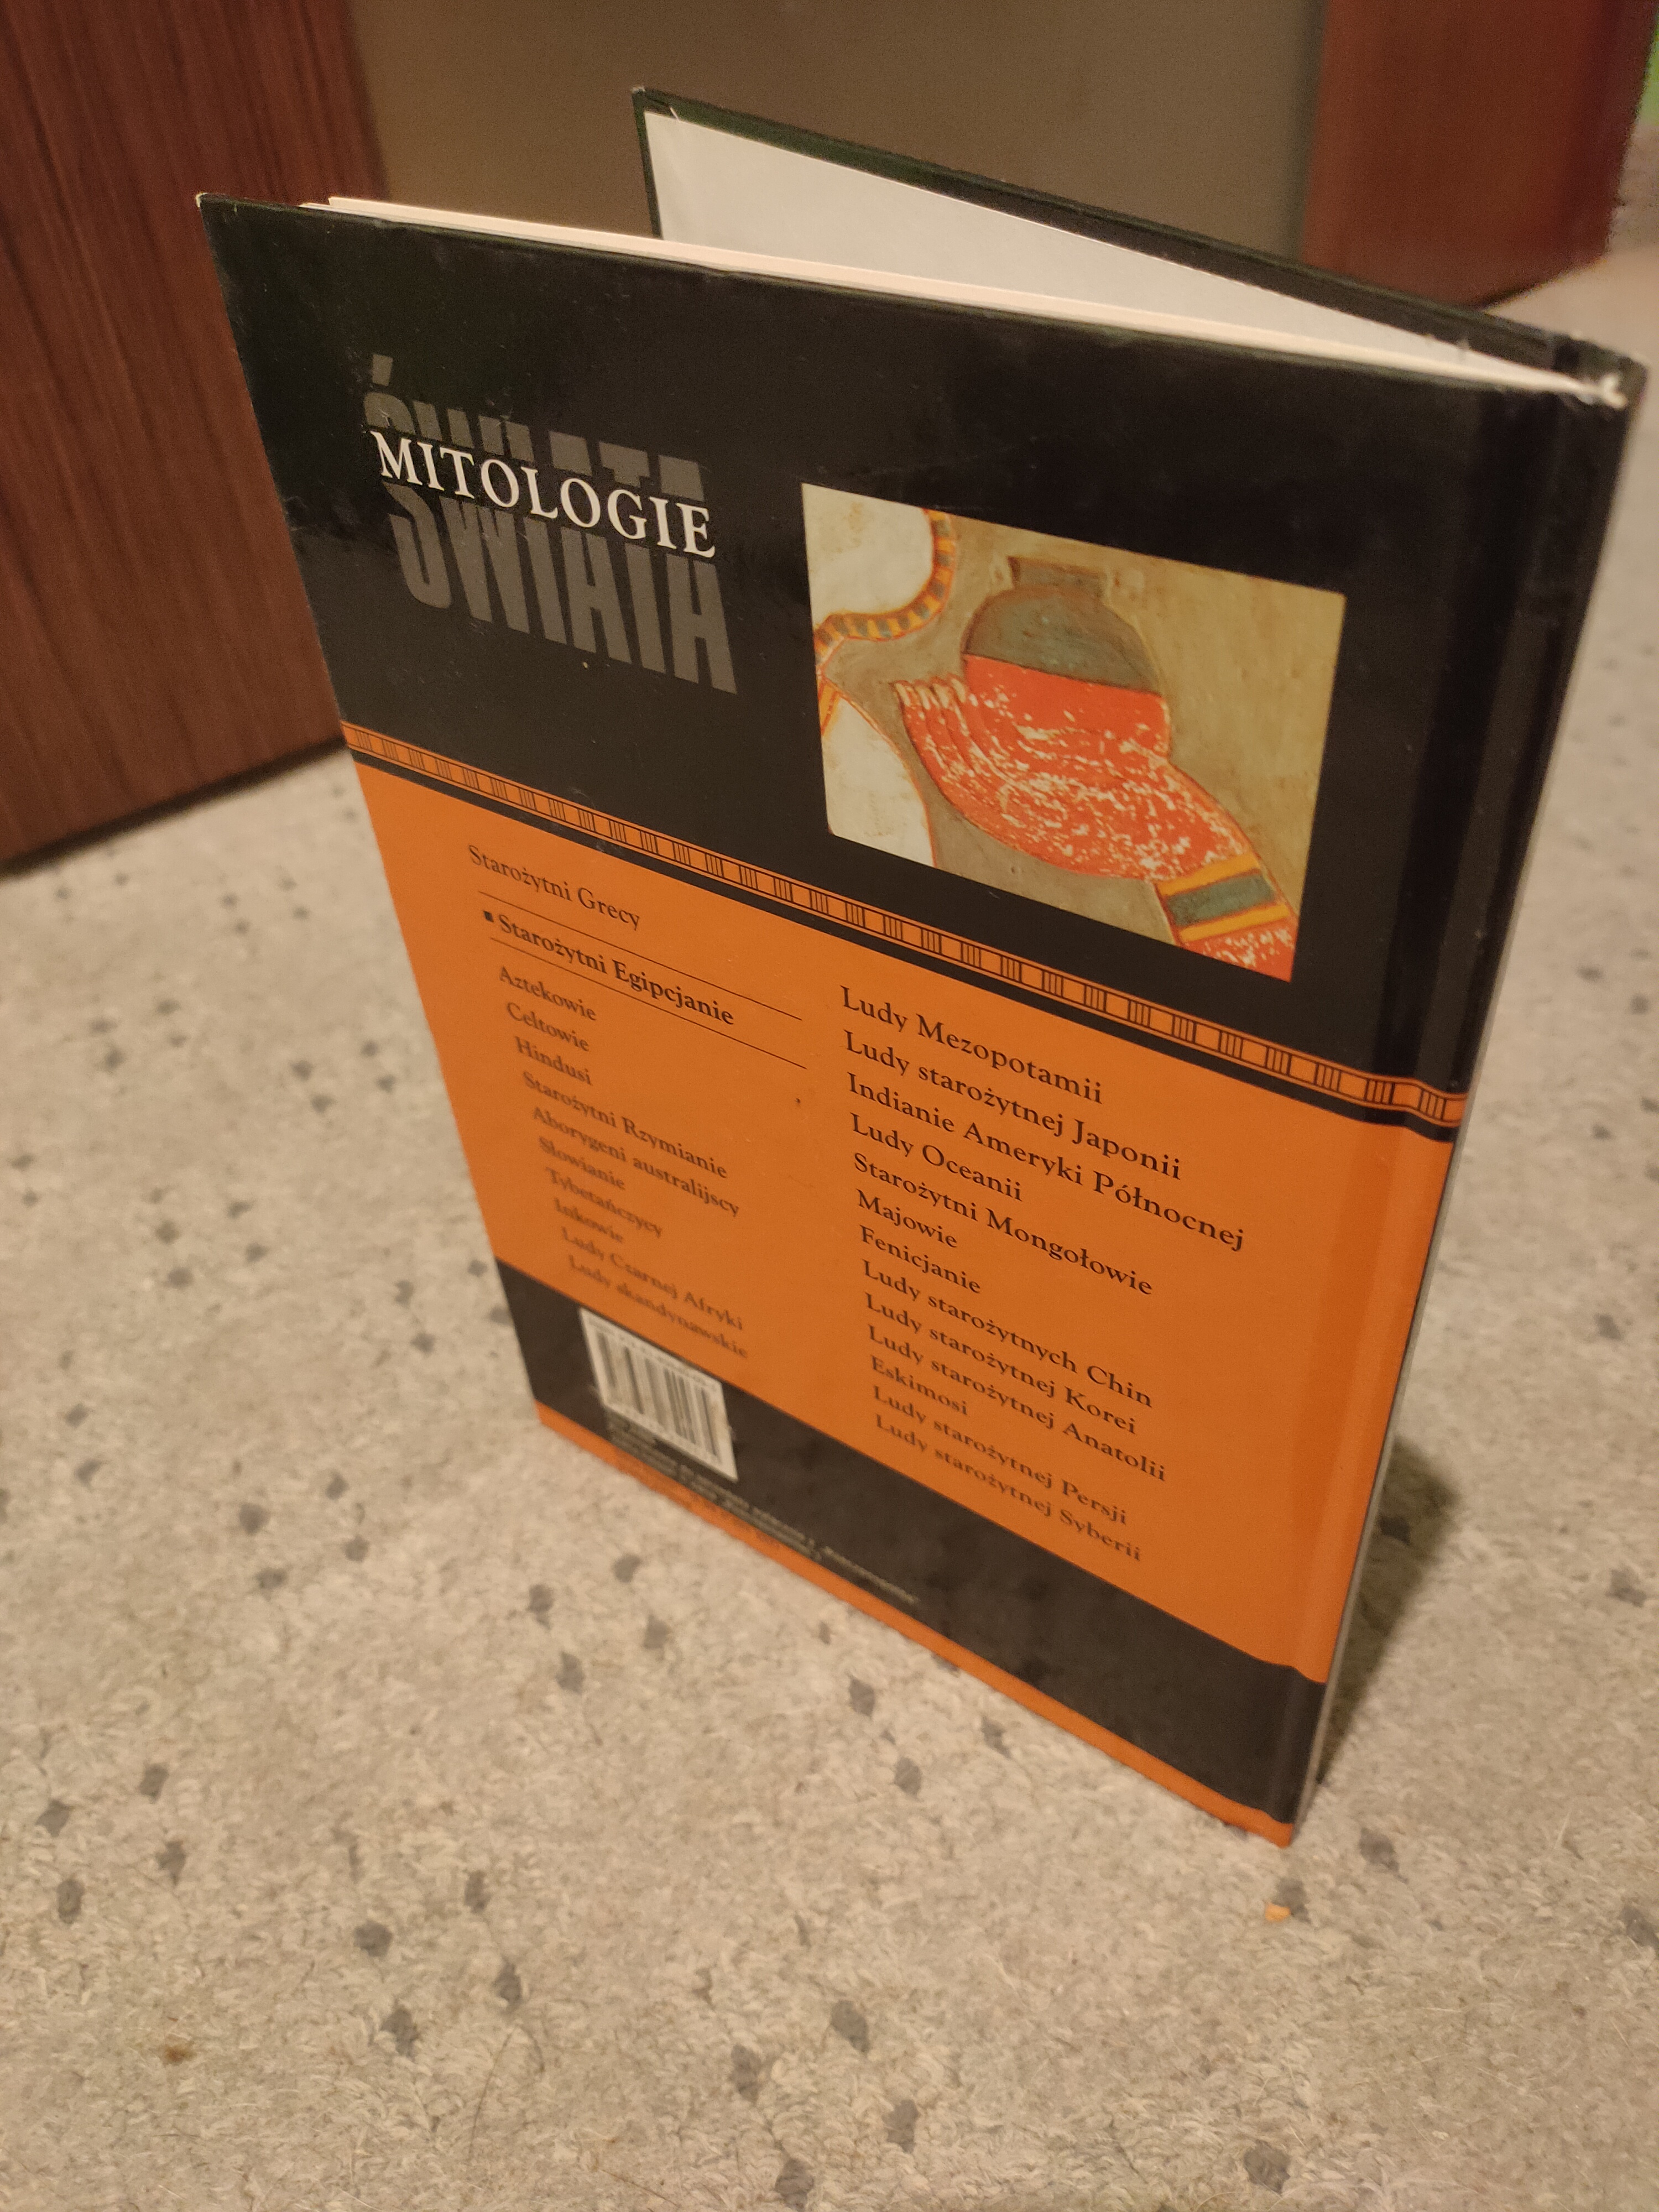 MITOLOGIE
ŚWIATA
Starożytni Grecy
Starożytni Egipcjanie
Aztekowie
Celtowie
Hindusi
Starożytni Rzymianie
Aborygeni australijscy
Słowianie
Tybetańczycy
Inkowie
Ludy Czarnej Afryki
Ludy skandynawskie
Ludy Mezopotamii
Ludy starożytnej Japonii
Indianie Ameryki Północnej
Ludy Oceanii
Starożytni Mongołowie
Majowie
Fenicjanie
Ludy starożytnych Chin
Ludy starożytnej Korei
Ludy starożytnej Anatolii
Eskimosi
Ludy starożytnej Persji
Ludy starożytnej Syberii